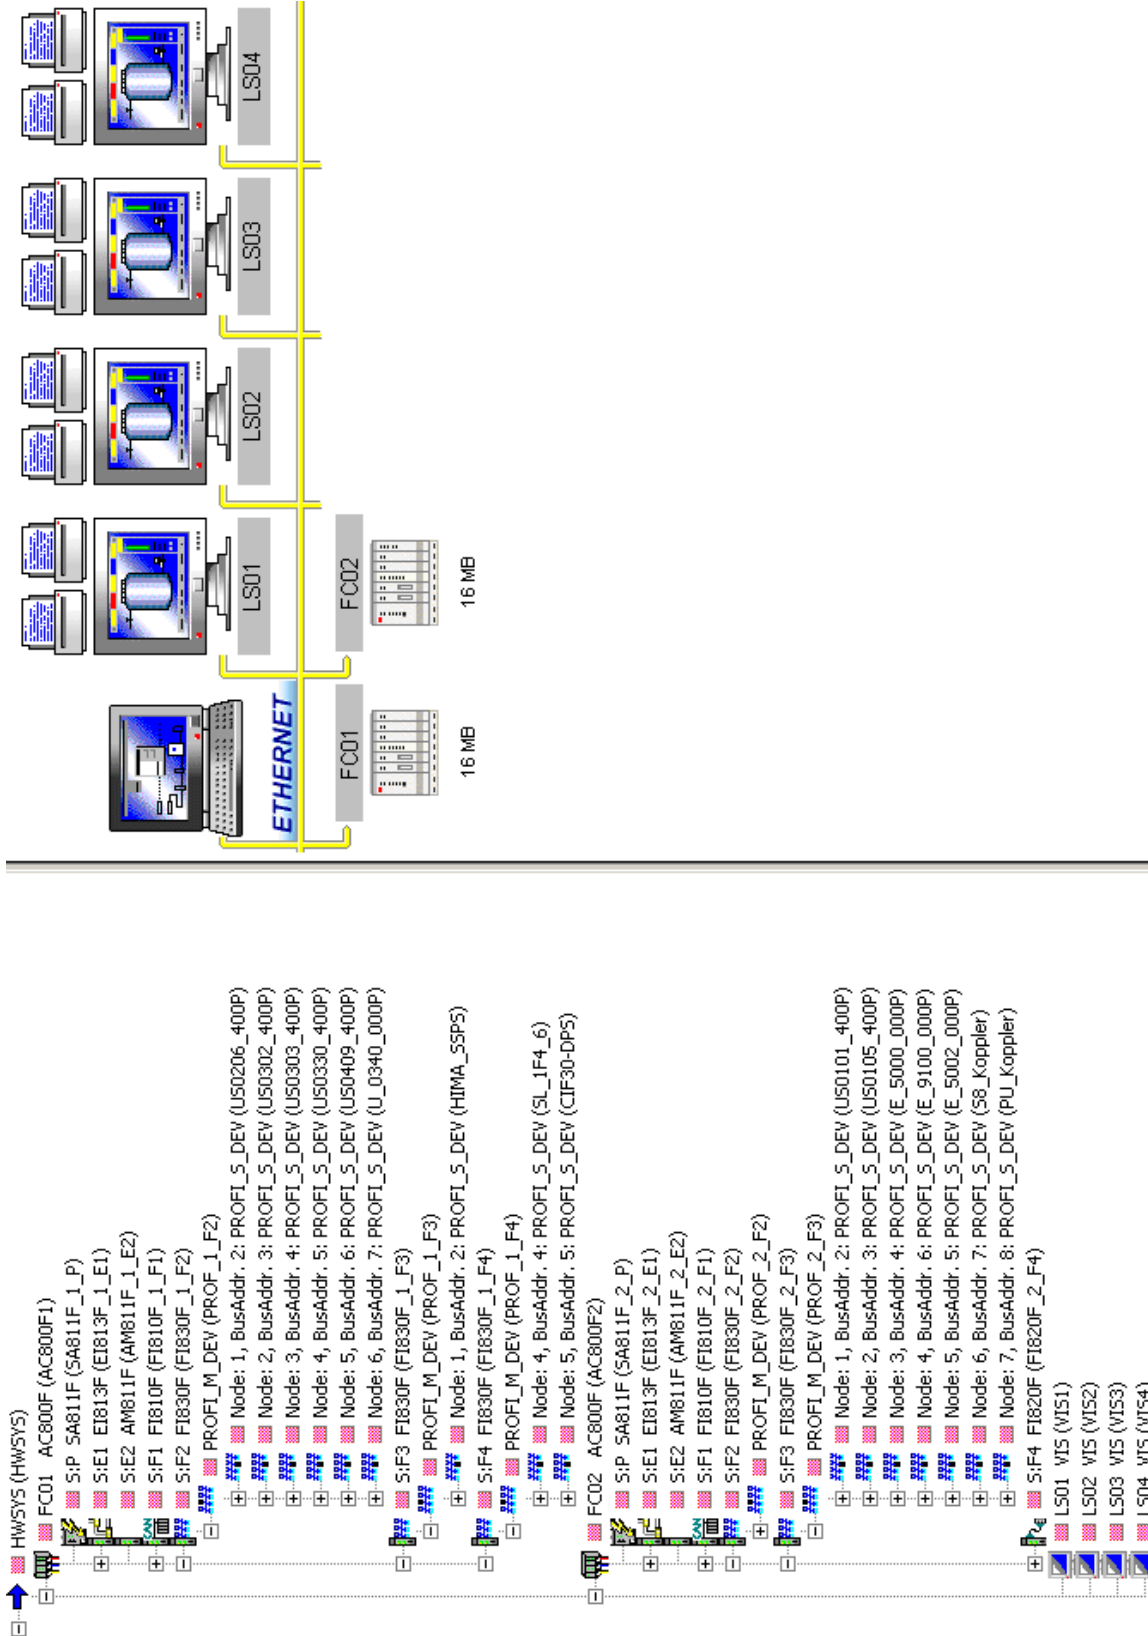 HWSYS (HWSYS)
FC01 AC800F (AC800F1)
S:P SA811F (SA811F_1_P)
S:E1 EI813F (EI813F_1_E1)
S:E2 AM811F (AM811F_1_E2)
S:F1 FI810F (FI810F_1_F1)
CAN
S:F2 FI830F (FI830F_1_F2)
PROFI_M_DEV (PROF_1_F2)
Node: 1, BusAddr. 2: PROFI_S_DEV (US0206_400P)
Node: 2, BusAddr. 3: PROFI_S_DEV (US0302_400P)
Node: 3, BusAddr. 4: PROFI_S_DEV (US0303_400P)
Node: 4, BusAddr. 5: PROFI_S_DEV (US0330_400P)
Node: 5, BusAddr. 6: PROFI_S_DEV (US0409_400P)
Node: 6, BusAddr. 7: PROFI_S_DEV (U_0340_000P)
S:F3 FI830F (FI830F_1_F3)
PROFI_M_DEV (PROF_1_F3)
Node: 1, BusAddr. 2: PROFI_S_DEV (HIMA_SSPS)
S:F4 FI830F (FI830F_1_F4)
PROFI_M_DEV (PROF_1_F4)
Node: 4, BusAddr. 4: PROFI_S_DEV (SL_1F4_6)
Node: 5, BusAddr. 5: PROFI_S_DEV (CIF30-DPS)
FC02 AC800F (AC800F2)
S:P SA811F (SA811F_2_P)
S:E1 EI813F (EI813F_2_E1)
S:E2 AM811F (AM811F_2_E2)
S:F1 FI810F (FI810F_2_F1)
CAN
S:F2 FI830F (FI830F_2_F2)
PROFI_M_DEV (PROF_2_F2)
S:F3 FI830F (FI830F_2_F3)
PROFI_M_DEV (PROF_2_F3)
Node: 1, BusAddr. 2: PROFI_S_DEV (US0101_400P)
Node: 2, BusAddr. 3: PROFI_S_DEV (US0105_400P)
Node: 3, BusAddr. 4: PROFI_S_DEV (E_5000_000P)
Node: 4, BusAddr. 6: PROFI_S_DEV (E_9100_000P)
Node: 5, BusAddr. 5: PROFI_S_DEV (E_5002_000P)
Node: 6, BusAddr. 7: PROFI_S_DEV (S8_Koppler)
Node: 7, BusAddr. 8: PROFI_S_DEV (PU_Koppler)
S:F4 FI820F (FI820F_2_F4)
LS01 VIS (VIS1)
LS02 VIS (VIS2)
LS03 VIS (VIS3)
LS04 VIS (VIS4)
LS01
LS02
LS03
LS04
ETHERNET
FC01
FC02
16 MB
16 MB